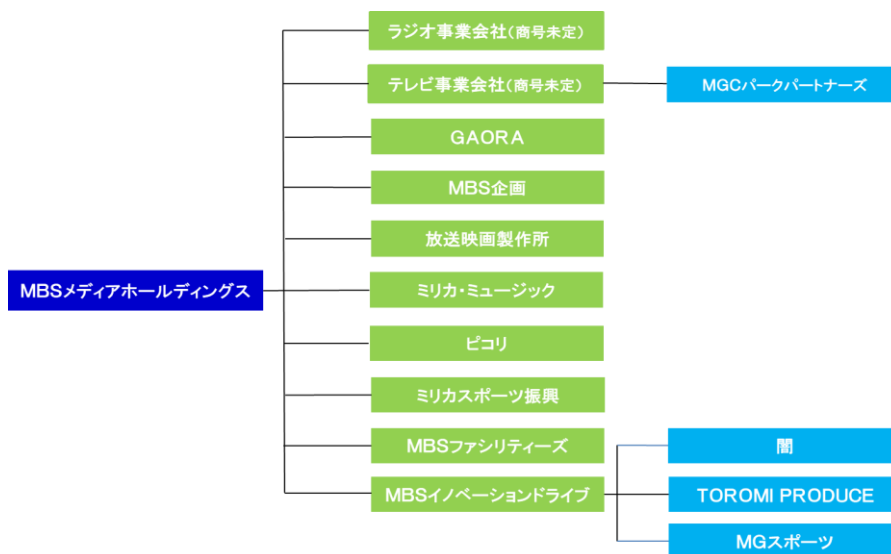 ラジオ事業会社(商号未定)
テレビ事業会社(商号未定)
MGCパークパートナーズ
GAORA
MBS企画
放送映画製作所
MBSメディアホールディングス
ミリカ・ミュージック
ピコリ
ミリカスポーツ振興
MBSファシリティーズ
闇
MBSイノベーションドライブ
TOROMI PRODUCE
MGスポーツ